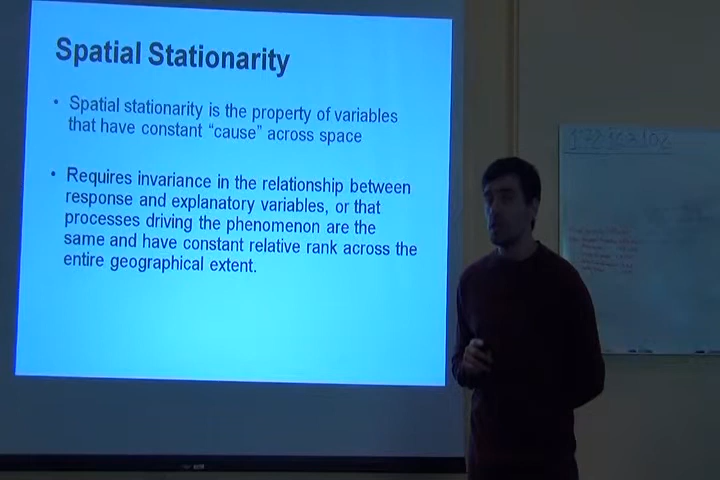 Spatial Stationarity
• Spatial stationarity is the property of variables
that have constant “cause” across space
• Requires invariance in the relationship between
response and explanatory variables, or that
processes driving the phenomenon are the
same and have constant relative rank across the
entire geographical extent.